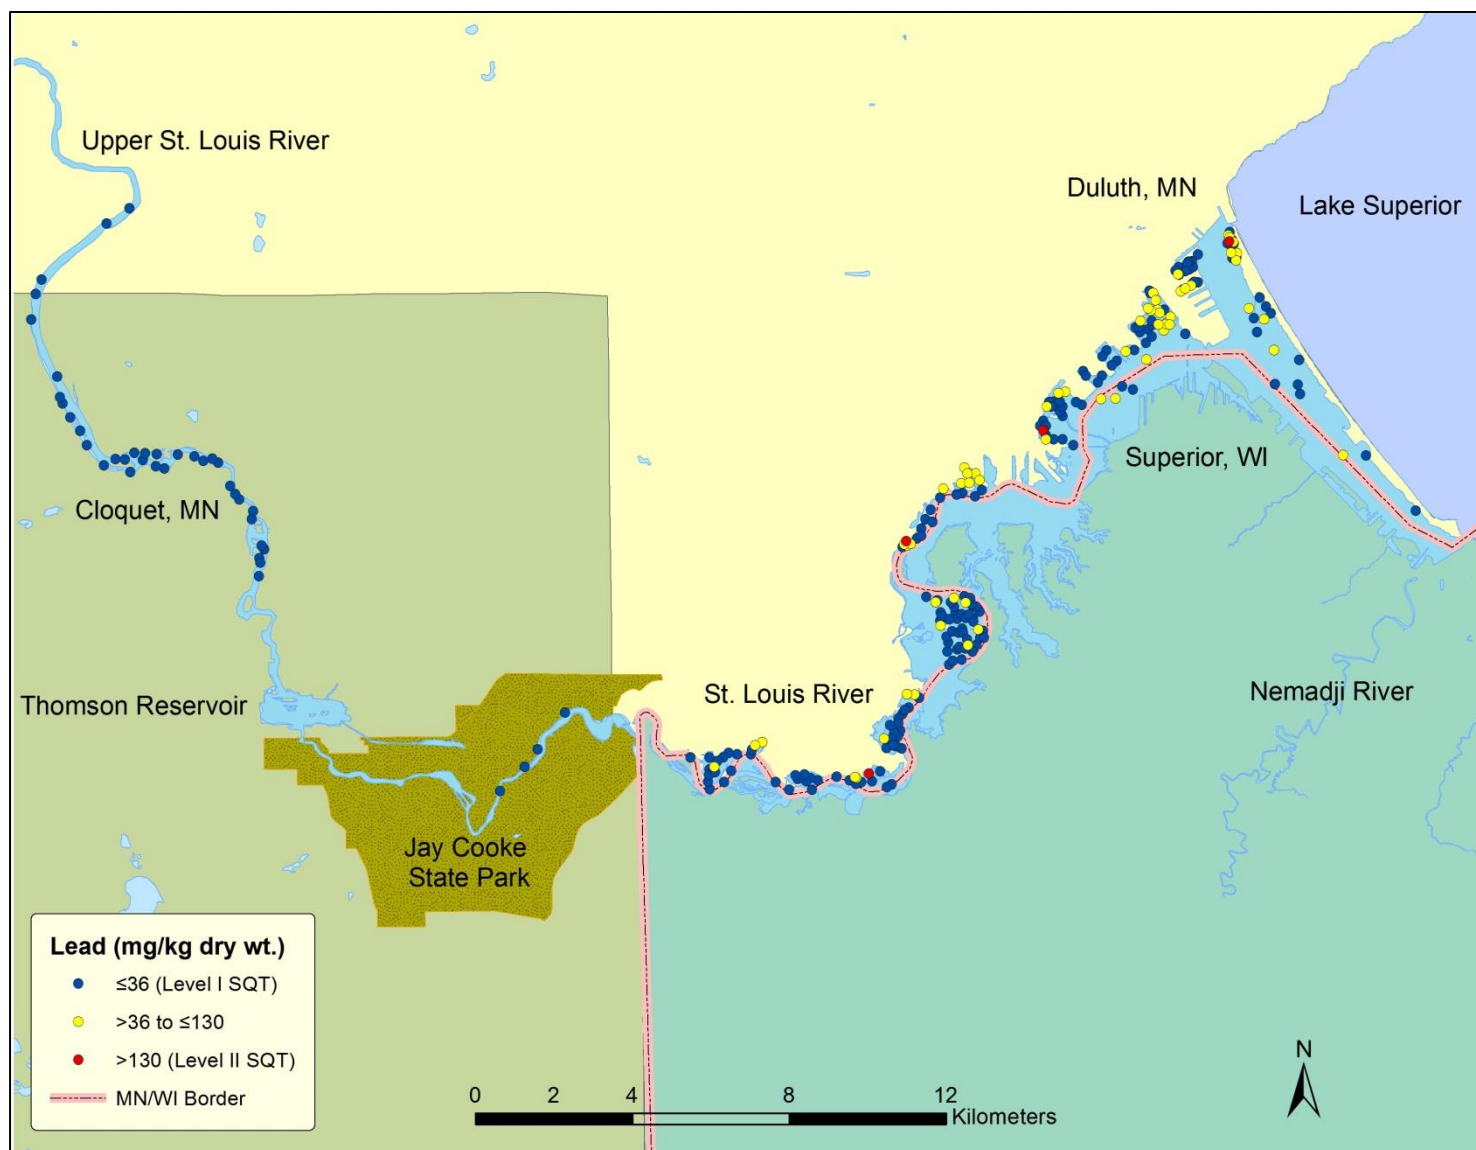 Upper St. Louis River
Duluth, MN
Lake Superior
Superior, WI
Cloquet, MN
Thomson Reservoir
St. Louis River
Nemadji River
Jay Cooke
State Park
Lead (mg/kg dry wt.)
≤36 (Level I SQT)
>36 to ≤130
>130 (Level II SQT)
MN/WI Border
0 2 4 8 12
Kilometers
N